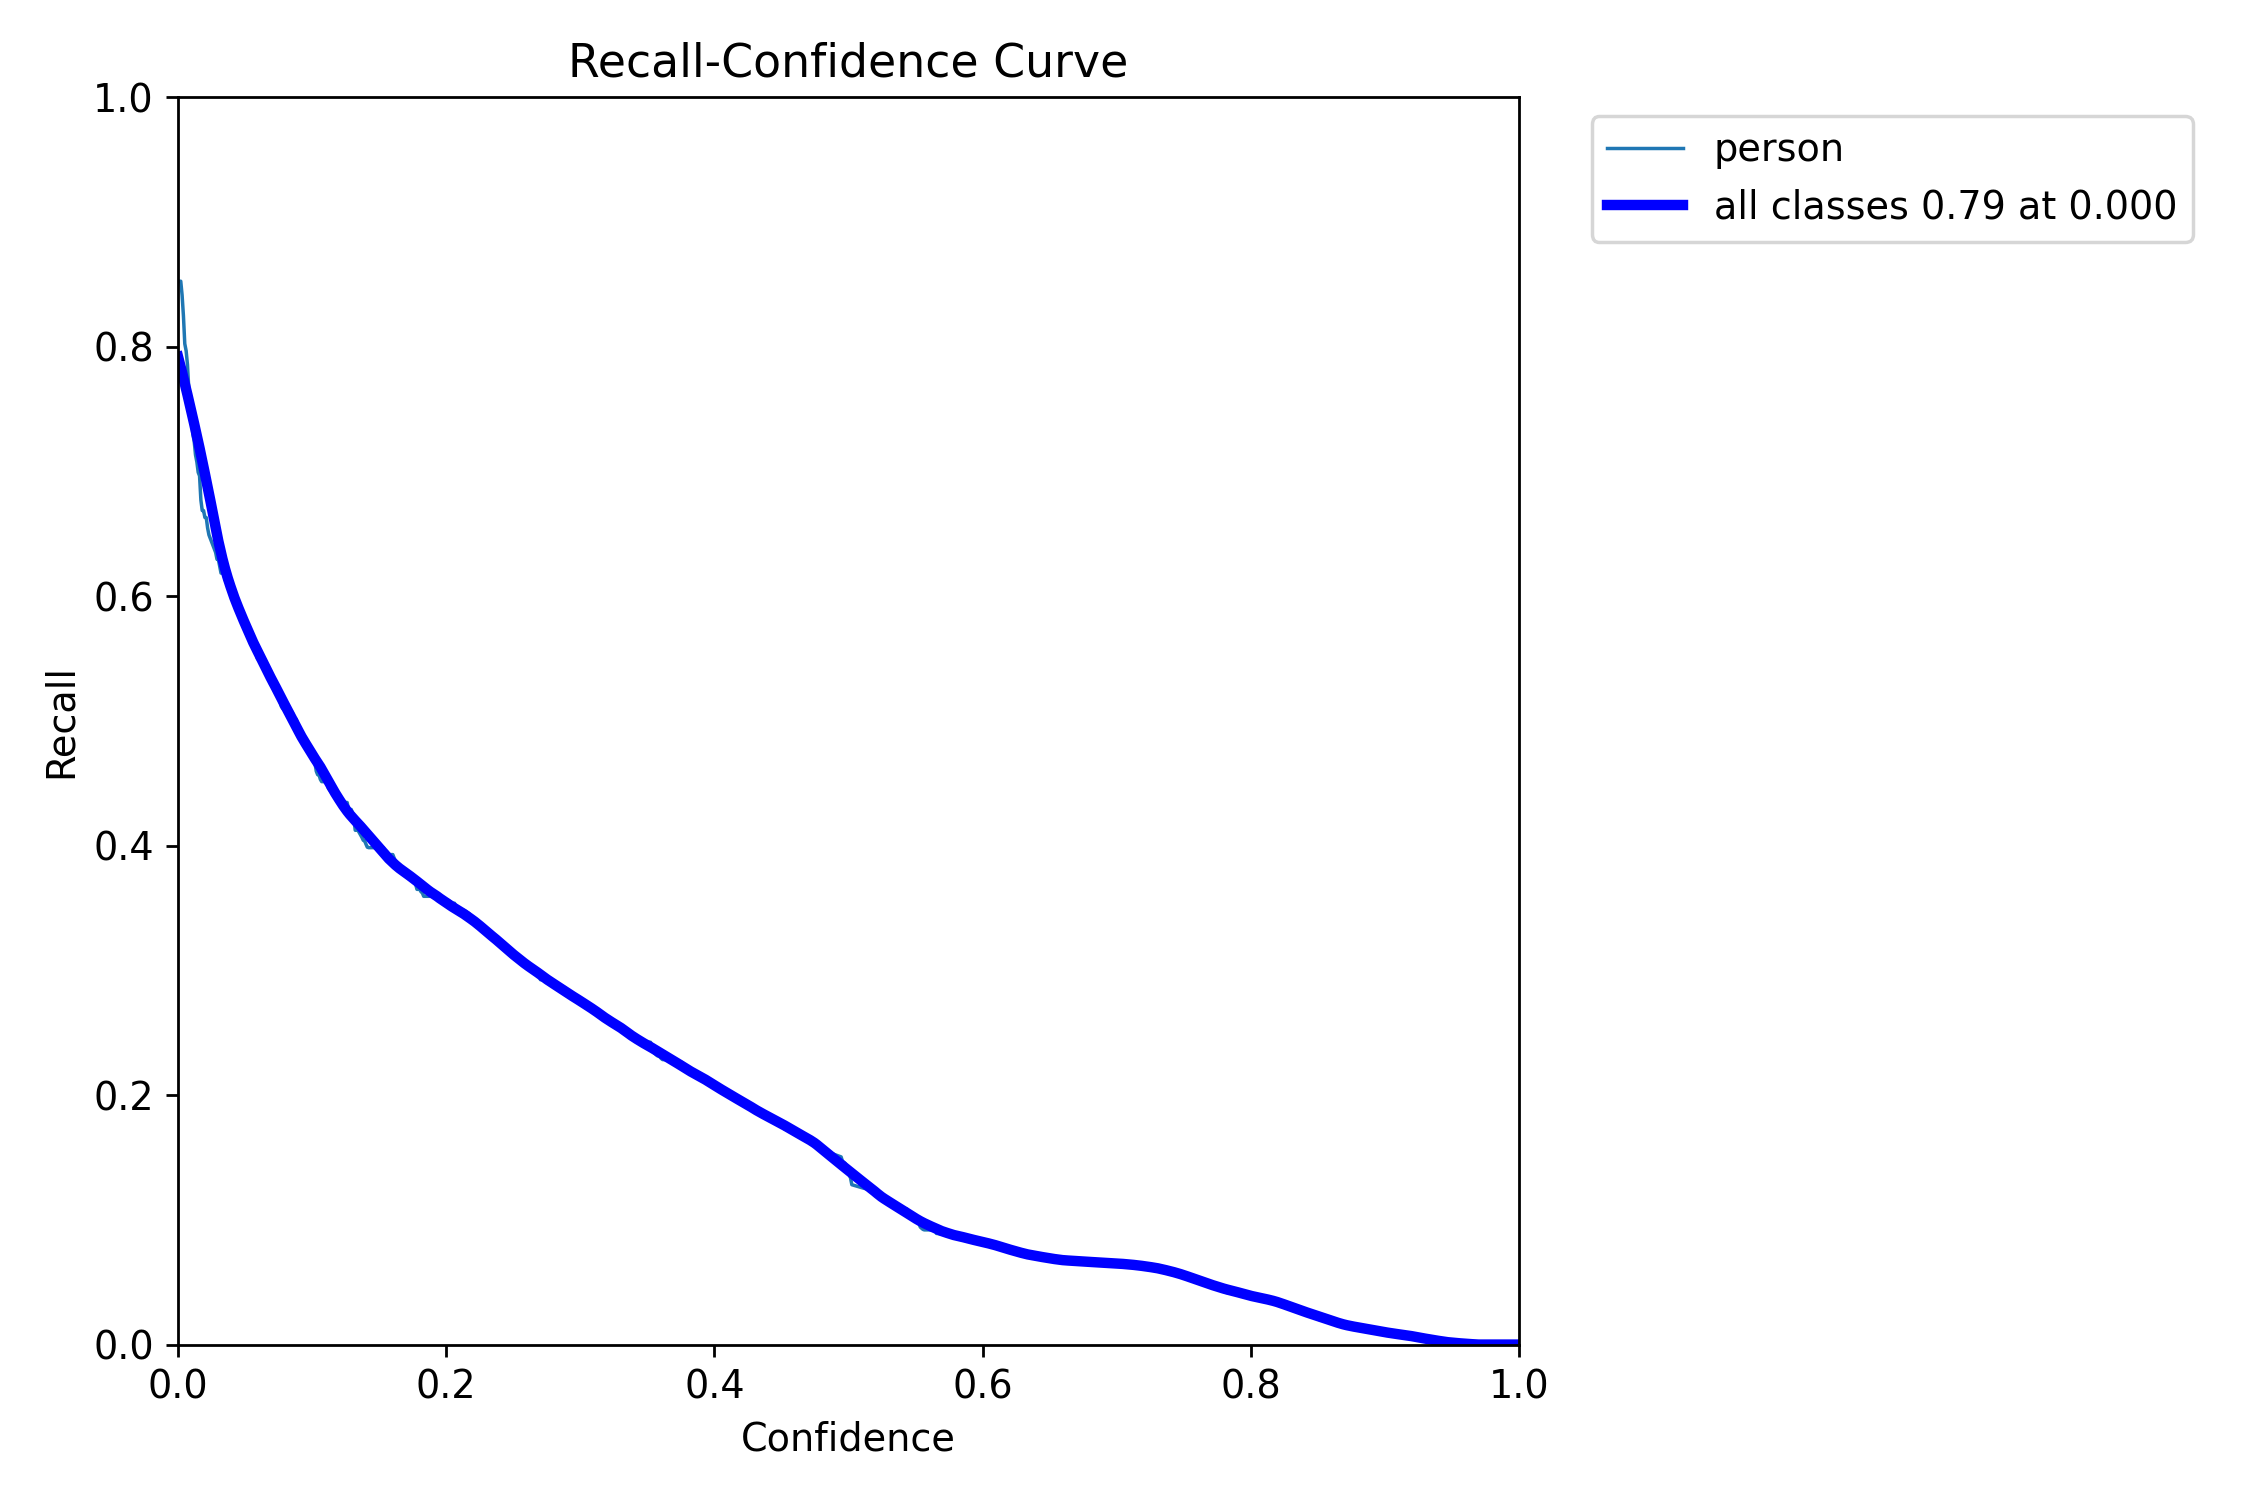 Recall-Confidence Curve
1.0
0.8
0.6
0.4
0.2
0.0
Recall
0.0 0.2 0.4 0.6 0.8 1.0
Confidence
person
all classes 0.79 at 0.000